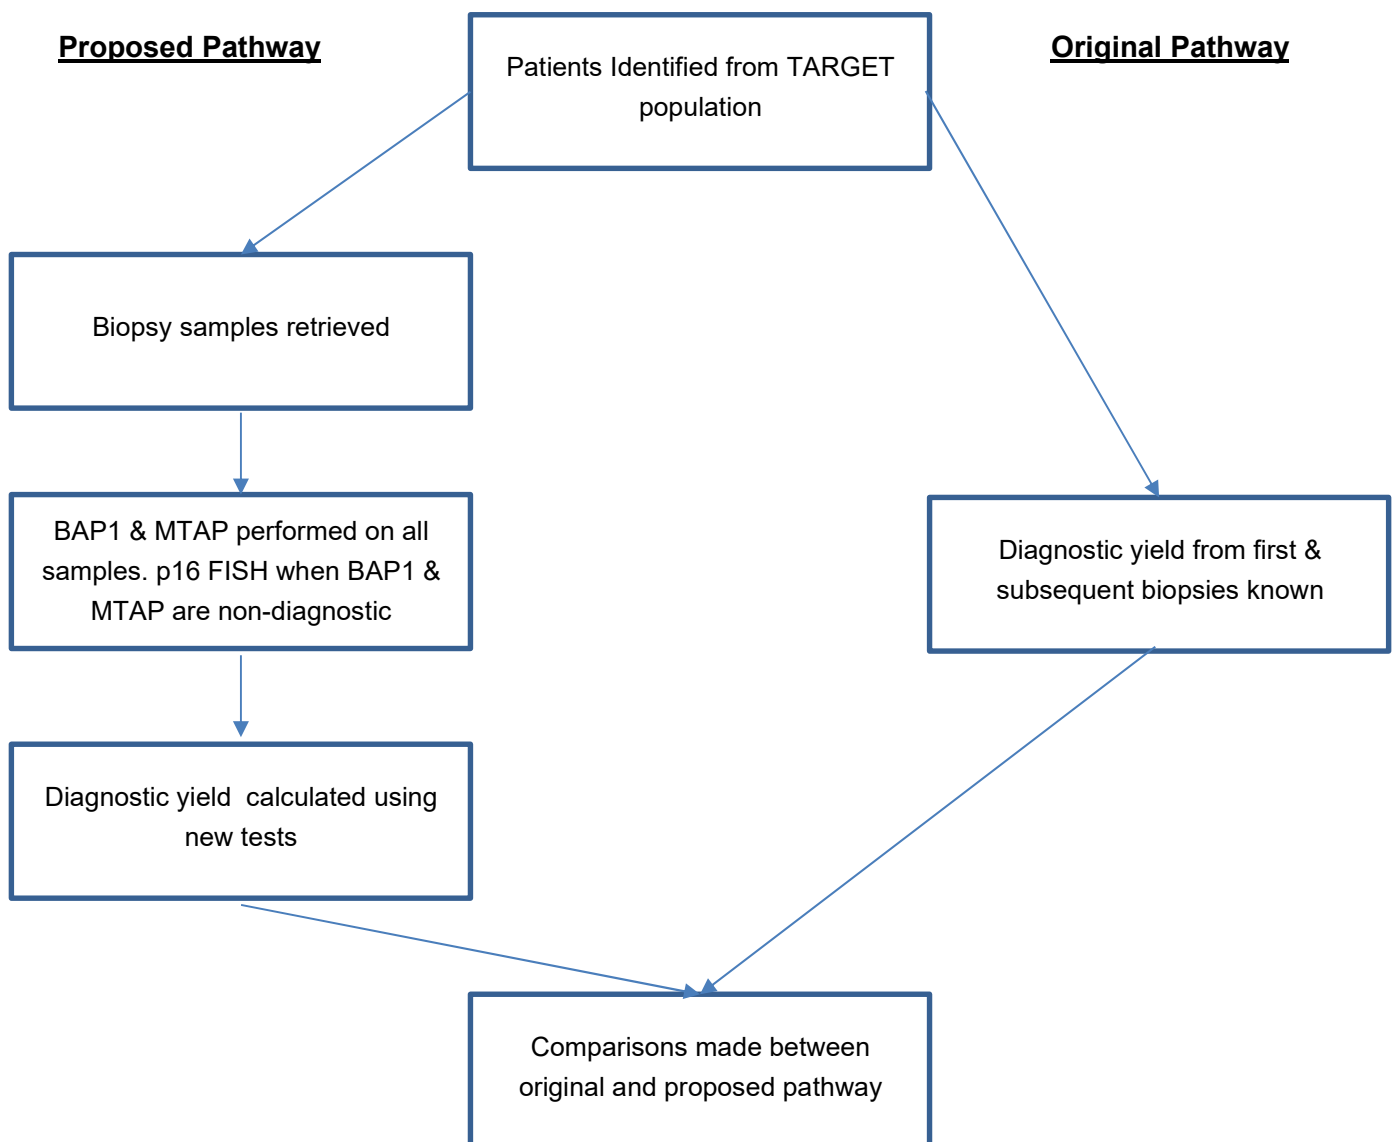 Proposed Pathway
Original Pathway
Patients Identified from TARGET
population
Biopsy samples retrieved
BAP1 & MTAP performed on all
samples. p16 FISH when BAP1 &
MTAP are non-diagnostic
Diagnostic yield from first &
subsequent biopsies known
Diagnostic yield  calculated using
new tests
Comparisons made between
original and proposed pathway